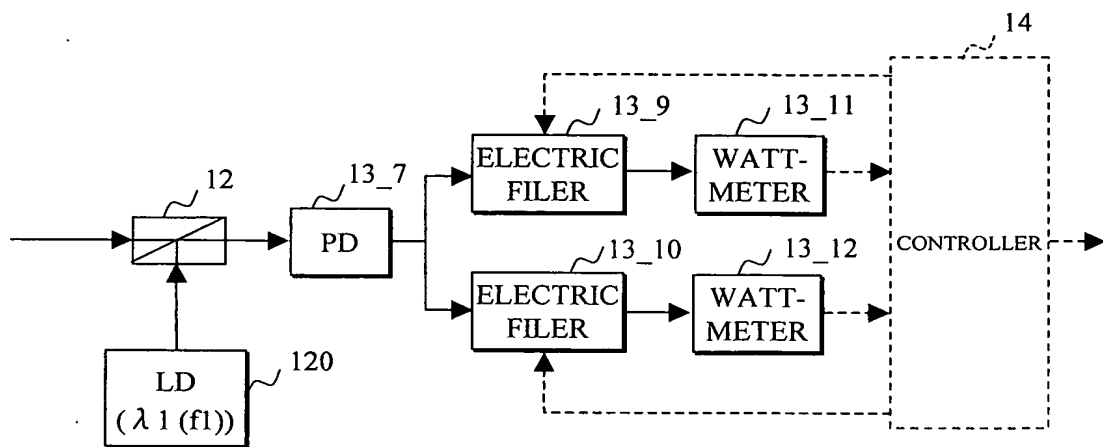 14
13_9
13_11
ELECTRIC
FILER
WATT-
METER
12
13_7
PD
CONTROLLER
13_10
13_12
ELECTRIC
FILER
WATT-
METER
120
LD
(λ1(f1))